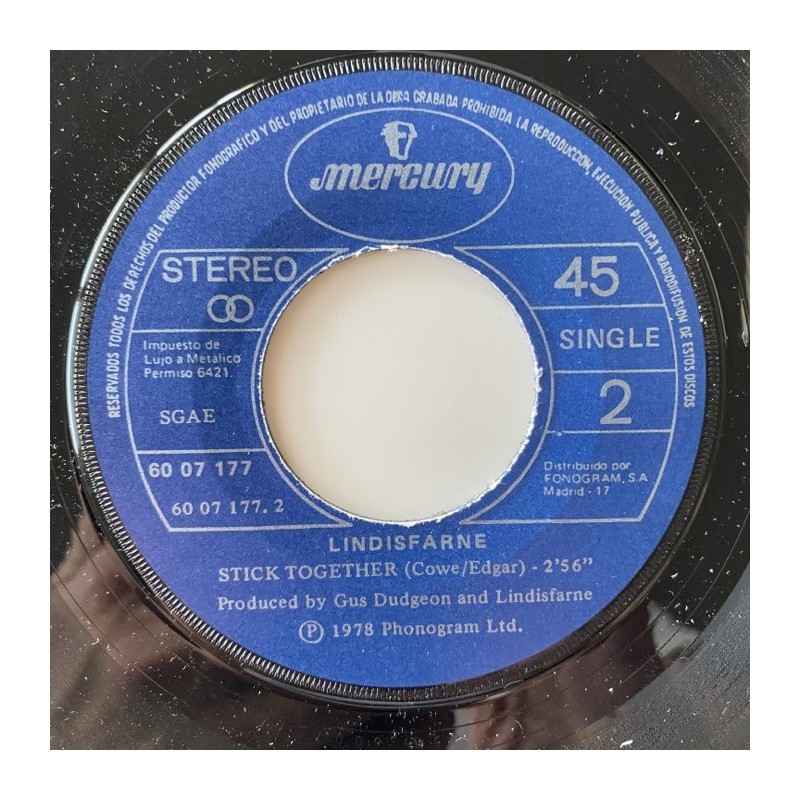 RESERVADOS TODOS LOS DERECHOS DEL PRODUCTOR FONOGRAFICO Y DEL PROPIETARIO DE LA OBRA GRABADA PROHIBIDA LA REPRODUCCION, EJECUCION PUBLICA Y RADIODIFUSION DE ESTOS DISCOS
mercury
STEREO
Impuesto de
Lujo a Metálico
Permiso 6421.
SGAE
60 07 177
60 07 177. 2
45
SINGLE
2
Distribuido por
FONOGRAM, S.A
Madrid - 17
LINDISFARNE
STICK TOGETHER (Cowe/Edgar) - 2'56"
Produced by Gus Dudgeon and Lindisfarne
Ⓟ 1978 Phonogram Ltd.